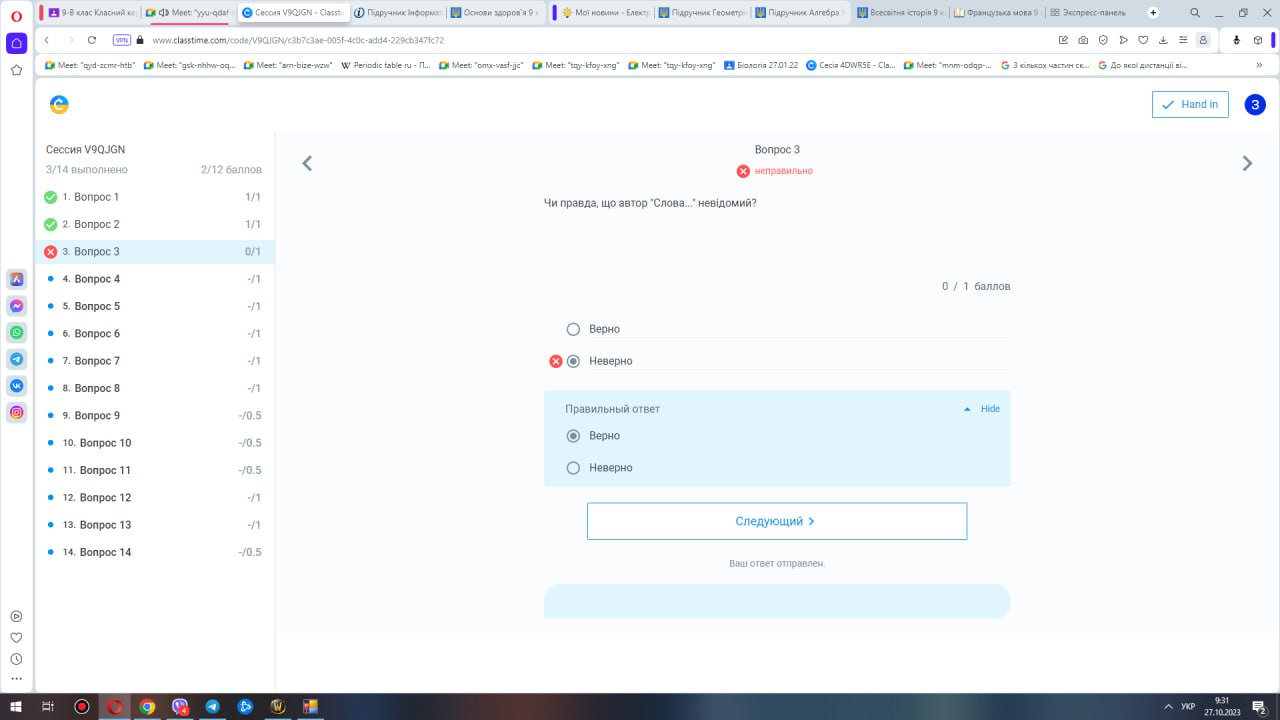 9-В клас Класний кер
Meet: "yyu-qdaf
Сессия V9QJGN - Classti
Підручник Інформа
Основи здоров'я 9 к
Мої новини - Електр
Підручник Геометр
Підручник Алгебра
Всесвітня історія 9
Французька мова 9
Экспресс-панель
VPN
www.classtime.com/code/V9QJGN/c3b7c3ae-005f-4c0c-add4-229cb347fc72
Meet: "qyd-zcmr-htb"
Meet: "gsk-nhhw-oq...
Meet: "arn-bize-wzw"
Periodic table ru - П...
Meet: "omx-vasf-jjc"
Meet: "tqy-kfoy-xng"
Meet: "tqy-kfoy-xng"
Біологія 27.01.22
Сесія 4DWR5E - Cla...
Meet: "mnm-odqp-...
З кількох частин ск...
До якої дистанції ві...
Hand in
З
Сессия V9QJGN
3/14 выполнено 2/12 баллов
1. Вопрос 1 1/1
2. Вопрос 2 1/1
3. Вопрос 3 0/1
4. Вопрос 4 -/1
5. Вопрос 5 -/1
6. Вопрос 6 -/1
7. Вопрос 7 -/1
8. Вопрос 8 -/1
9. Вопрос 9 -/0.5
10. Вопрос 10 -/0.5
11. Вопрос 11 -/0.5
12. Вопрос 12 -/1
13. Вопрос 13 -/1
14. Вопрос 14 -/0.5
Вопрос 3
неправильно
Чи правда, що автор "Слова..." невідомий?
0 / 1 баллов
Верно
Неверно
Правильный ответ
Hide
Верно
Неверно
Следующий
Ваш ответ отправлен.
УКР
9:31
27.10.2023